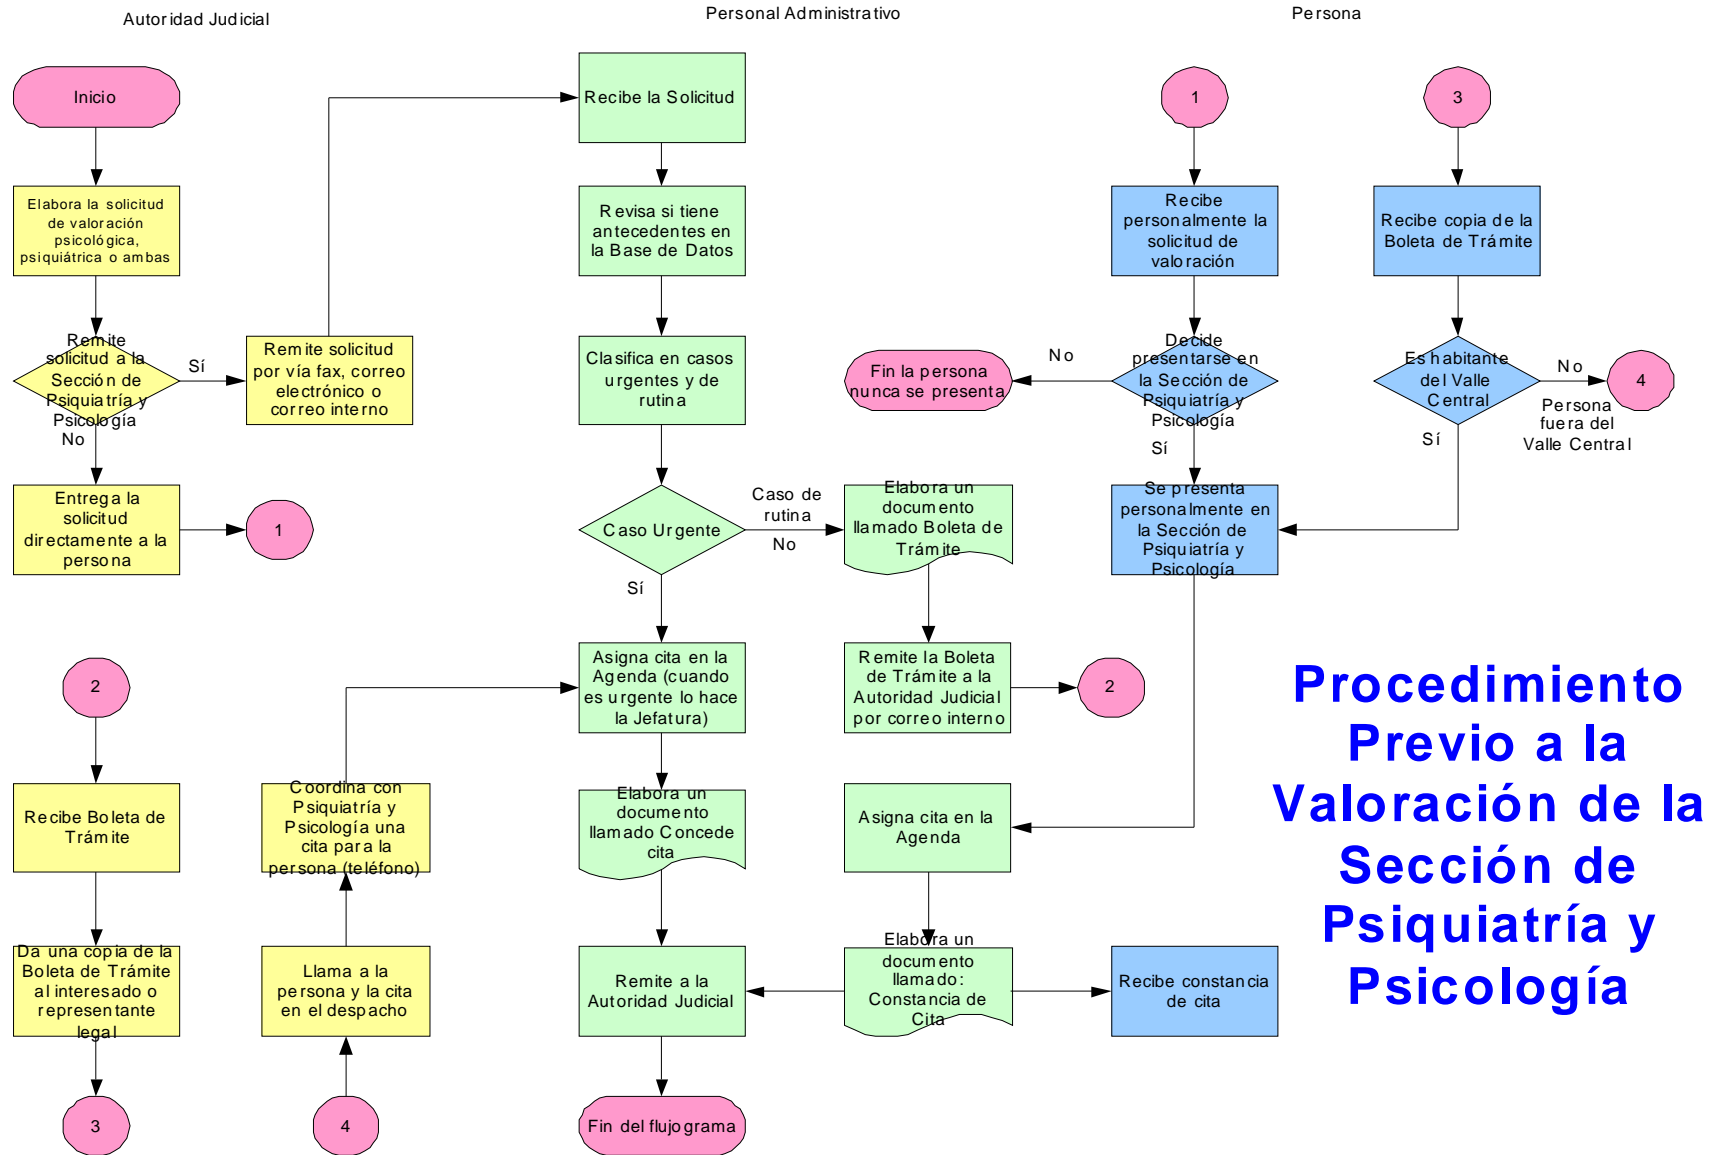 Autoridad Judicial
Personal Administrativo
Persona
Inicio
Elabora la solicitud
de valoración
psicológica,
psiquiátrica o ambas
Remite
solicitud a la
Sección de
Psiquiatría y
Psicología
Sí
No
Remite solicitud
por vía fax, correo
electrónico o
correo interno
Entrega la
solicitud
directamente a la
persona
1
2
Recibe Boleta de
Trámite
Da una copia de la
Boleta de Trámite
al interesado o
representante
legal
3
Coordina con
Psiquiatría y
Psicología una
cita para la
persona (teléfono)
Llama a la
persona y la cita
en el despacho
4
Recibe la Solicitud
Revisa si tiene
antecedentes en
la Base de Datos
Clasifica en casos
urgentes y de
rutina
Caso Urgente
Caso de
rutina
No
Sí
Elabora un
documento
llamado Boleta de
Trámite
Asigna cita en la
Agenda (cuando
es urgente lo hace
la Jefatura)
Remite la Boleta
de Trámite a la
Autoridad Judicial
por correo interno
2
Elabora un
documento
llamado Concede
cita
Asigna cita en la
Agenda
Remite a la
Autoridad Judicial
Elabora un
documento
llamado:
Constancia de
Cita
Fin del flujograma
1
Recibe
personalmente la
solicitud de
valoración
Decide
presentarse en
la Sección de
Psiquiatría y
Psicología
No
Fin la persona
nunca se presenta
Sí
Se presenta
personalmente en
la Sección de
Psiquiatría y
Psicología
Recibe constancia
de cita
3
Recibe copia de la
Boleta de Trámite
Es habitante
del Valle
Central
No
Persona
fuera del
Valle Central
4
Sí
Procedimiento
Previo a la
Valoración de la
Sección de
Psiquiatría y
Psicología